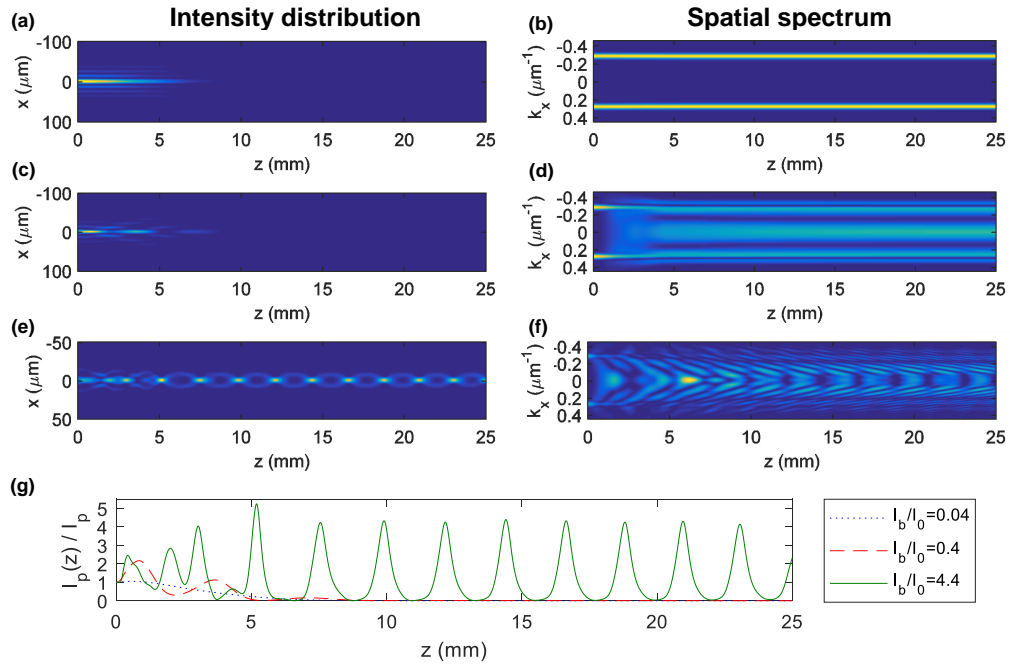 Intensity distribution
Spatial spectrum
(a)
-100
0
100
x (μm)
0 5 10 15 20 25
z (mm)
(b)
-0.4
-0.2
0
0.2
0.4
k_x (μm⁻¹)
0 5 10 15 20 25
z (mm)
(c)
-100
0
100
x (μm)
0 5 10 15 20 25
z (mm)
(d)
-0.4
-0.2
0
0.2
0.4
k_x (μm⁻¹)
0 5 10 15 20 25
z (mm)
(e)
-50
0
50
x (μm)
0 5 10 15 20 25
z (mm)
(f)
-0.4
-0.2
0
0.2
0.4
k_x (μm⁻¹)
0 5 10 15 20 25
z (mm)
(g)
5
4
3
2
1
0
I_p(z) / I_p
0 5 10 15 20 25
z (mm)
I_b/I_0=0.04
I_b/I_0=0.4
I_b/I_0=4.4